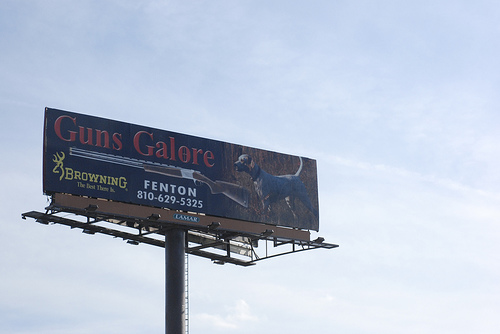 Guns Galore
BROWNING
The Best There Is.
FENTON
810-629-5325
LAMAR